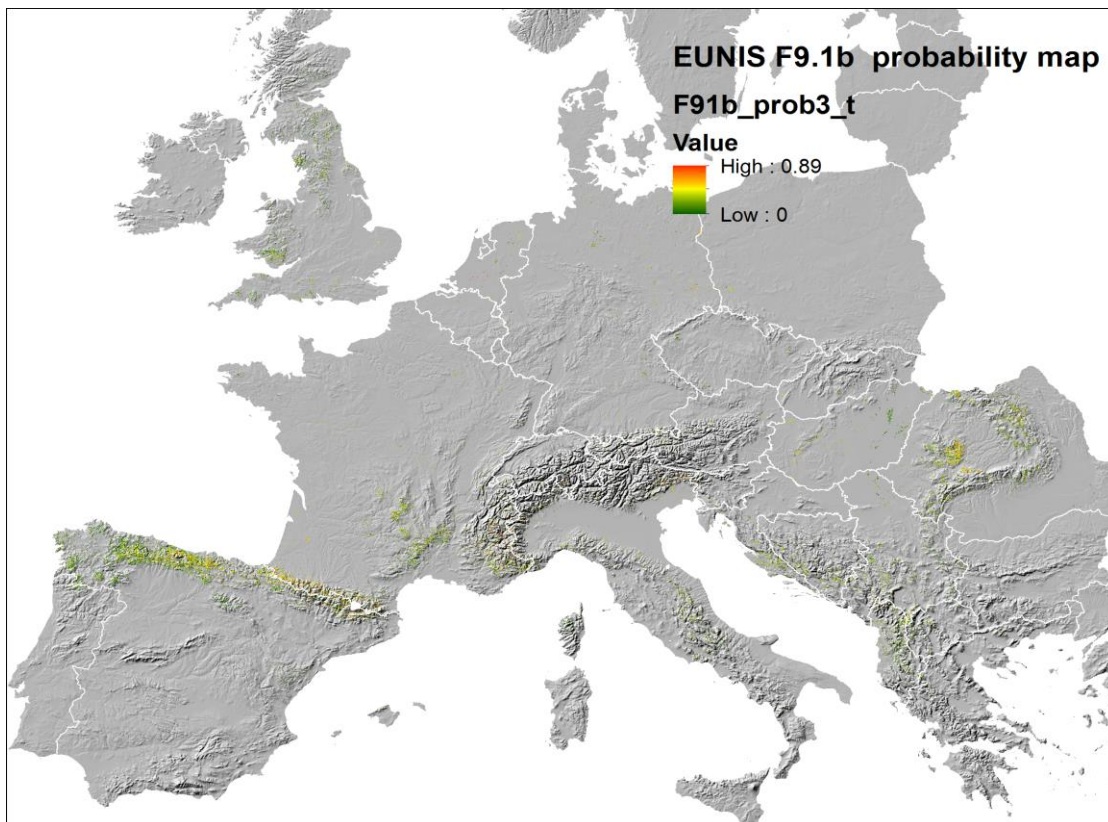 EUNIS F9.1b  probability map
F91b_prob3_t
Value
High : 0.89
Low : 0